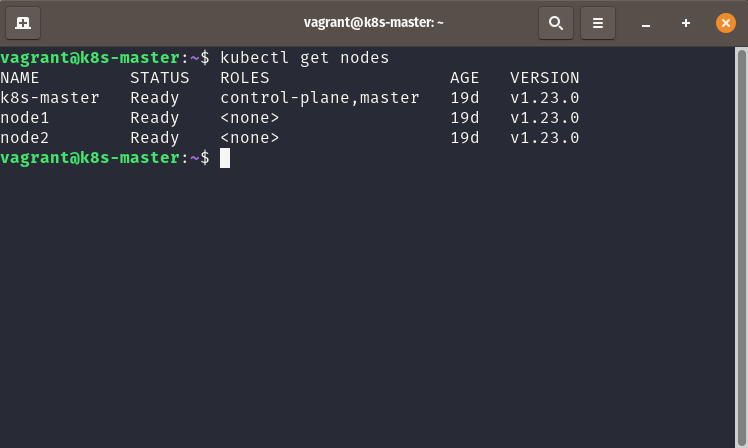 vagrant@k8s-master: ~
vagrant@k8s-master:~$ kubectl get nodes
NAME         STATUS   ROLES                  AGE   VERSION
k8s-master   Ready    control-plane,master   19d   v1.23.0
node1        Ready    <none>                 19d   v1.23.0
node2        Ready    <none>                 19d   v1.23.0
vagrant@k8s-master:~$